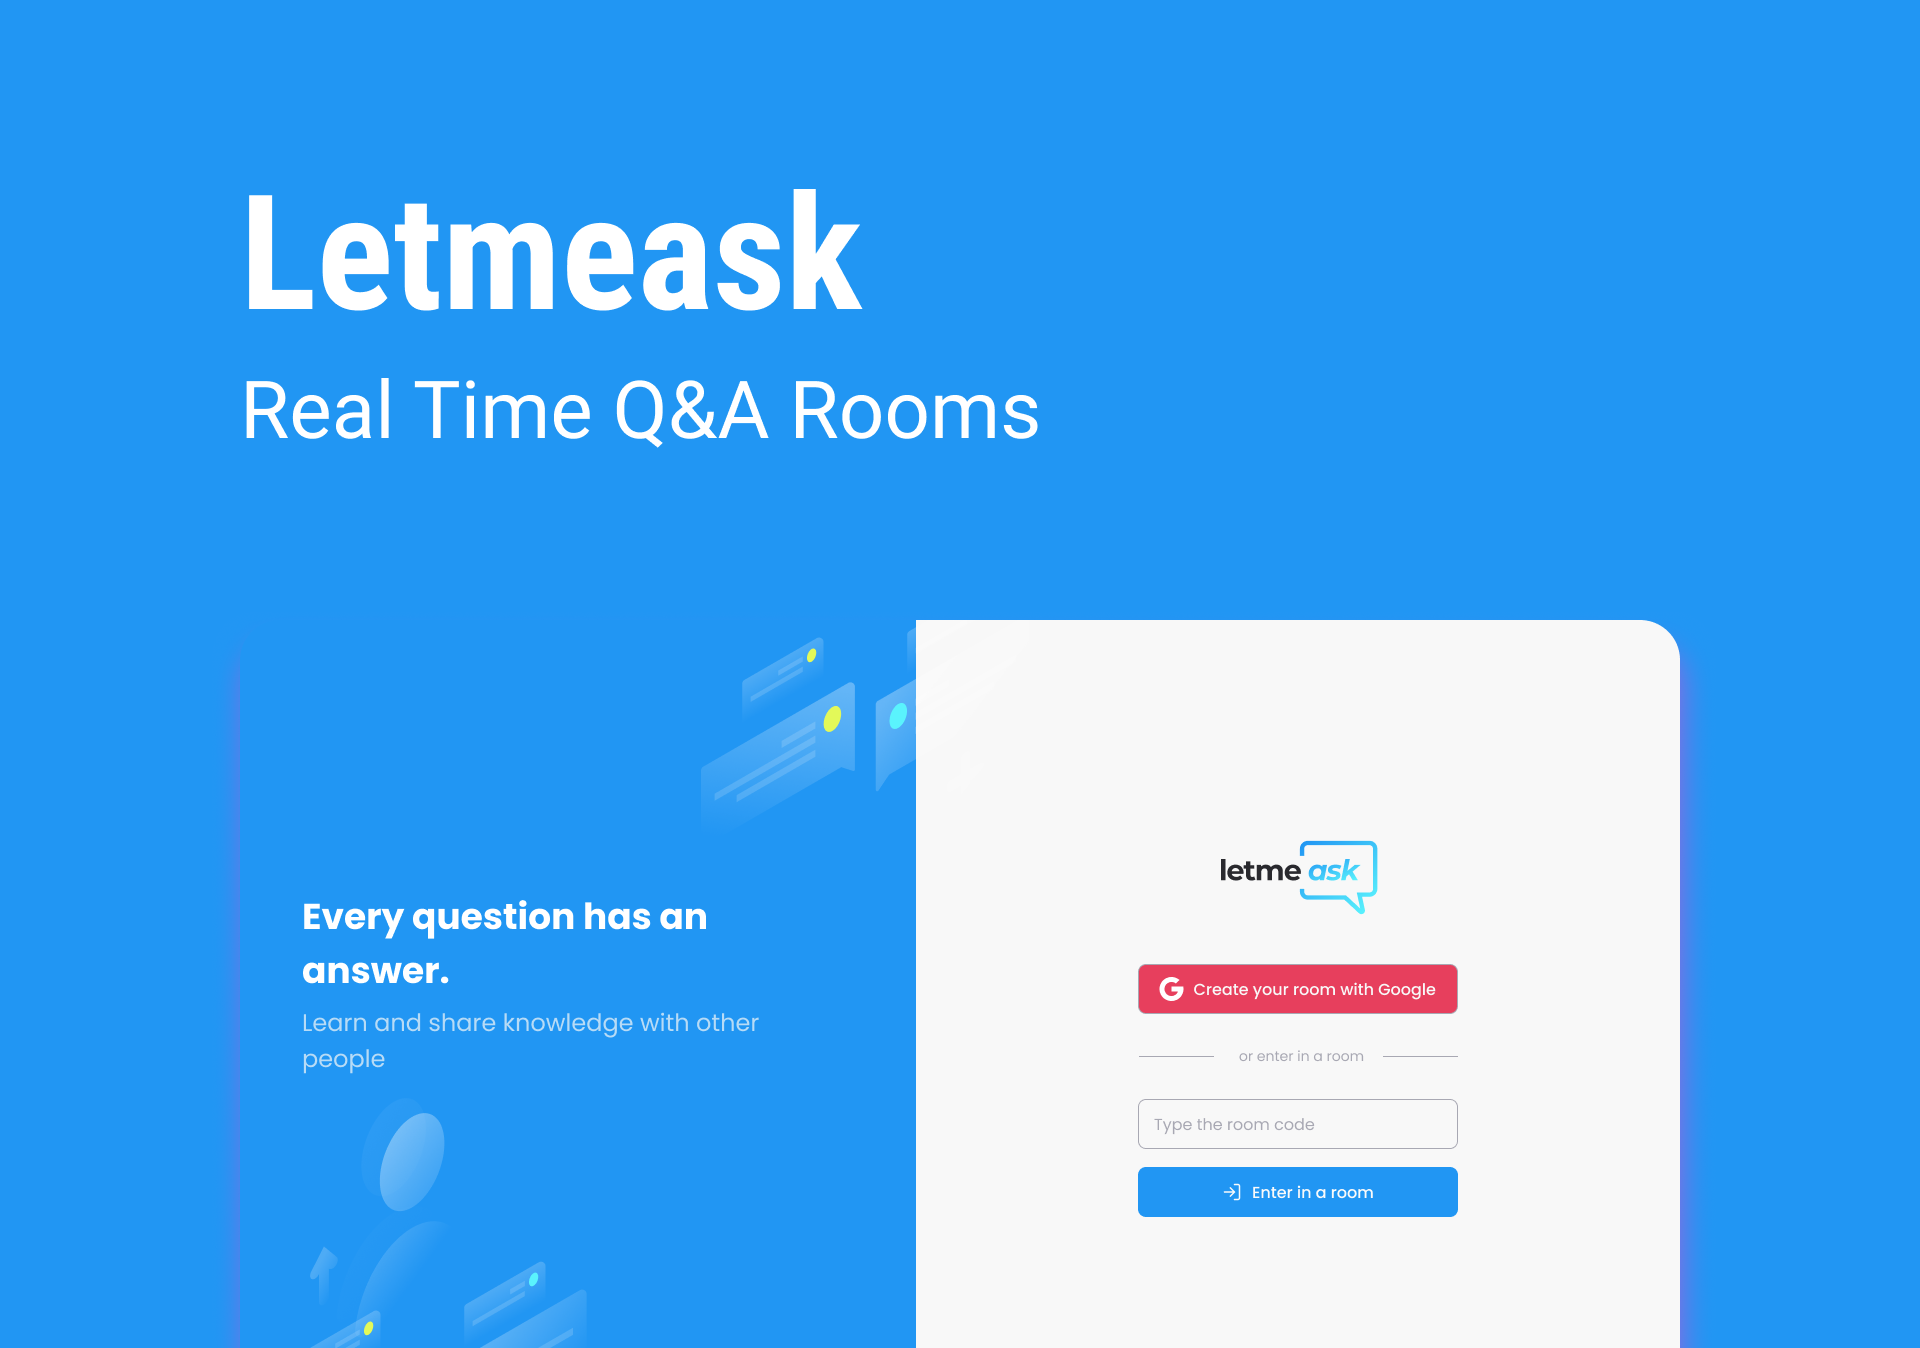 Letmeask
Real Time Q&A Rooms
Every question has an
answer.
Learn and share knowledge with other
people
letme ask
Create your room with Google
or enter in a room
Type the room code
Enter in a room